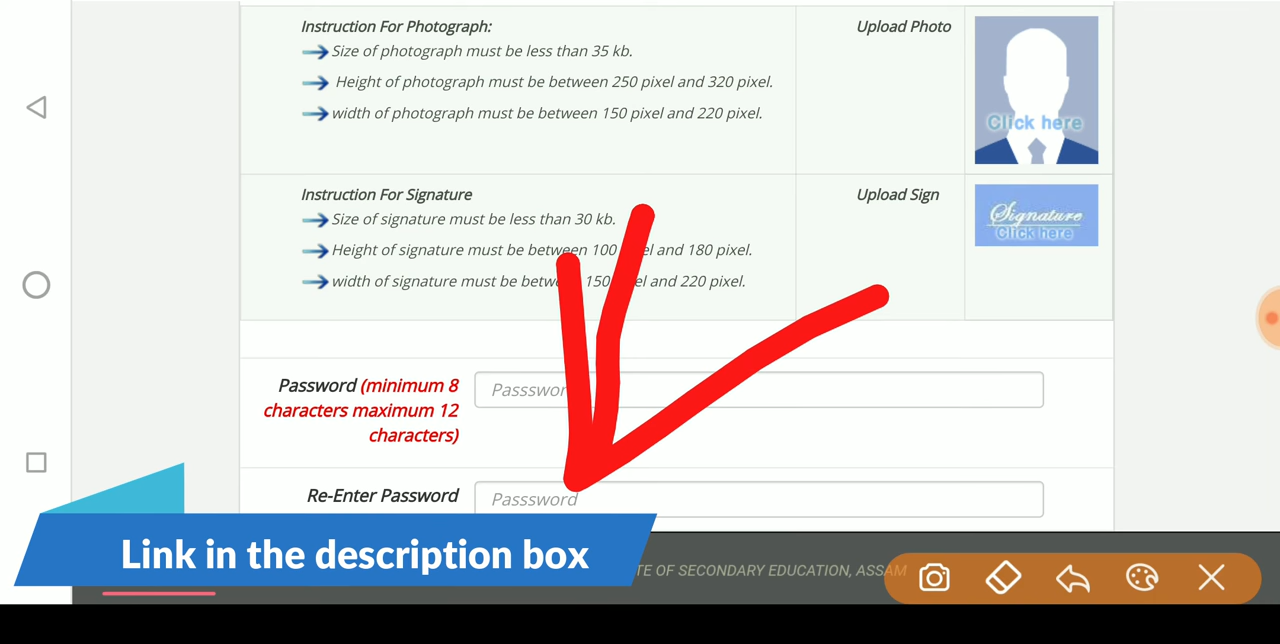 Instruction For Photograph:
Size of photograph must be less than 35 kb.
Height of photograph must be between 250 pixel and 320 pixel.
width of photograph must be between 150 pixel and 220 pixel.
Upload Photo
Click here
Instruction For Signature
Size of signature must be less than 30 kb.
Height of signature must be between 100 el and 180 pixel.
width of signature must be betwe 150 el and 220 pixel.
Upload Sign
Signature
Click here
Password (minimum 8
characters maximum 12
characters)
Passswor
Re-Enter Password
Passsword
Link in the description box
TE OF SECONDARY EDUCATION, ASSAM